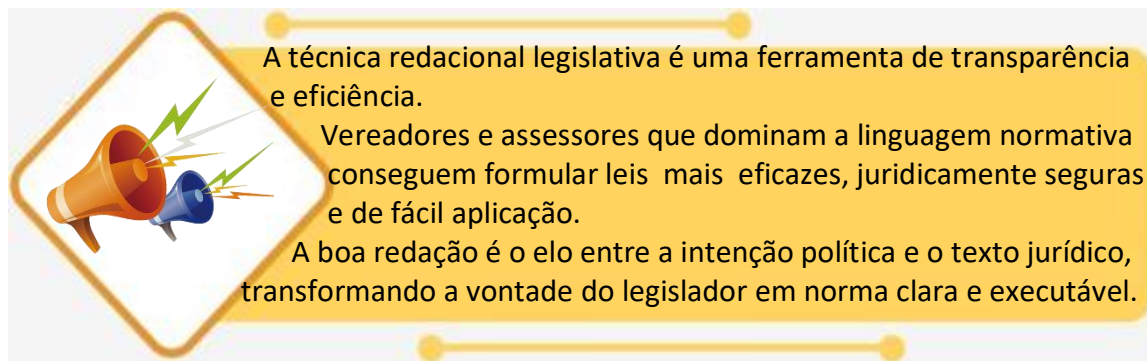 A técnica redacional legislativa é uma ferramenta de transparência
e eficiência.
Vereadores e assessores que dominam a linguagem normativa
conseguem formular leis mais eficazes, juridicamente seguras
e de fácil aplicação.
A boa redação é o elo entre a intenção política e o texto jurídico,
transformando a vontade do legislador em norma clara e executável.